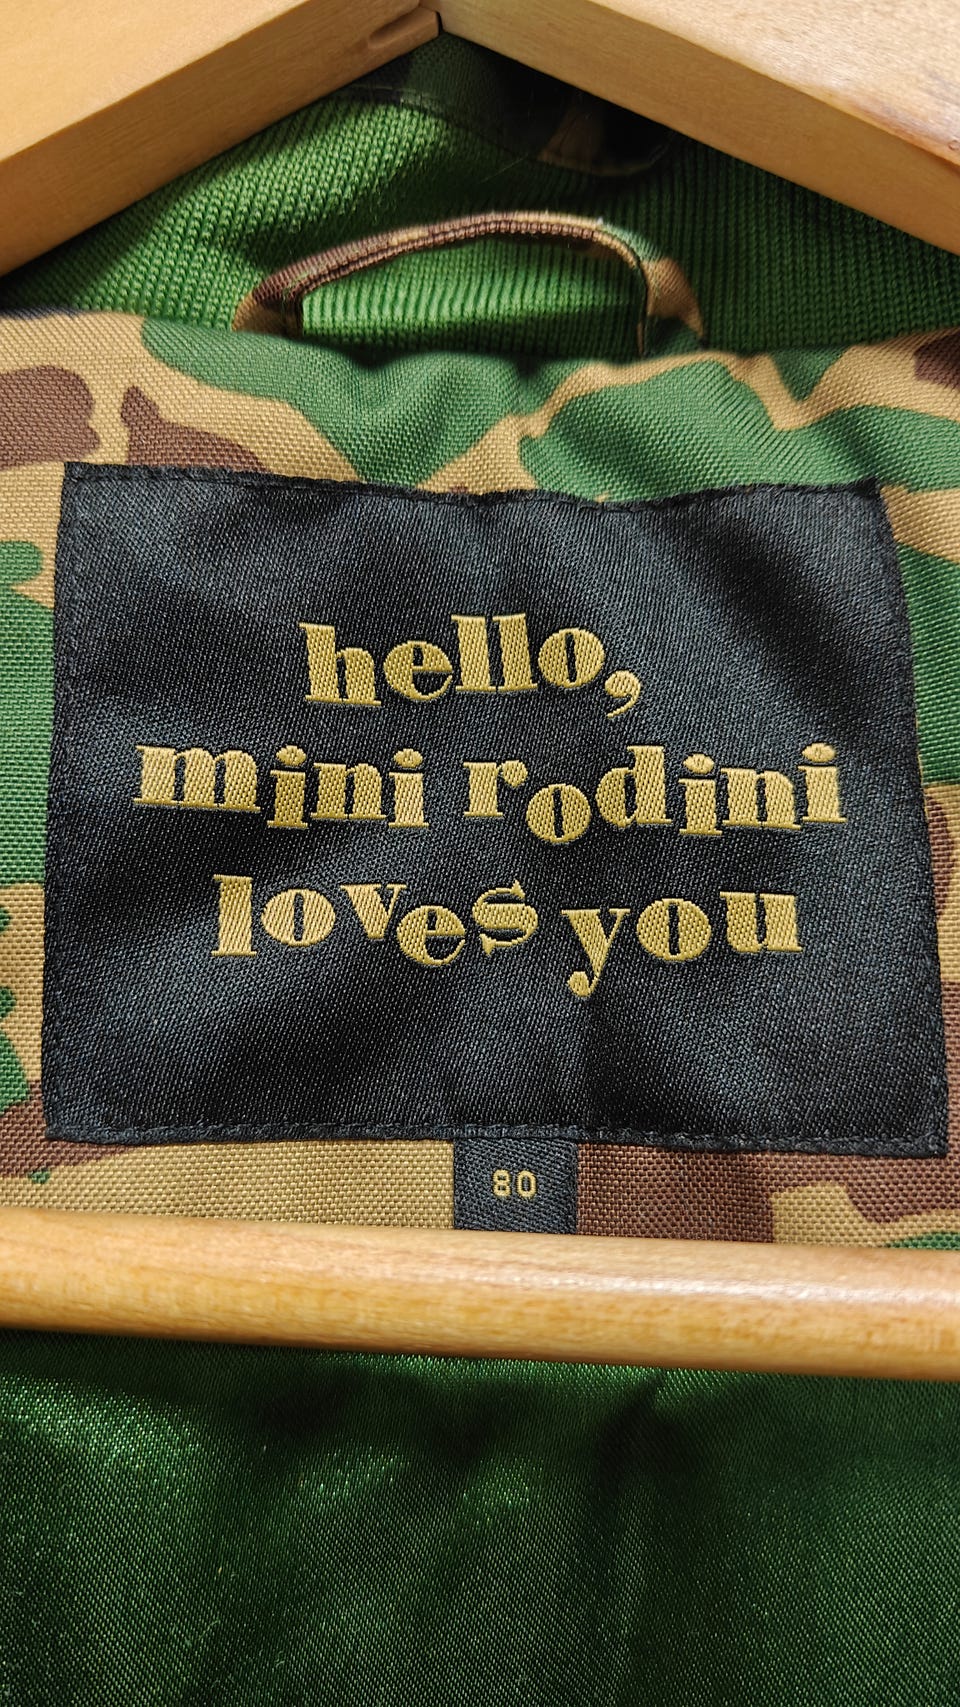 hello,
mini rodini
loves you
80